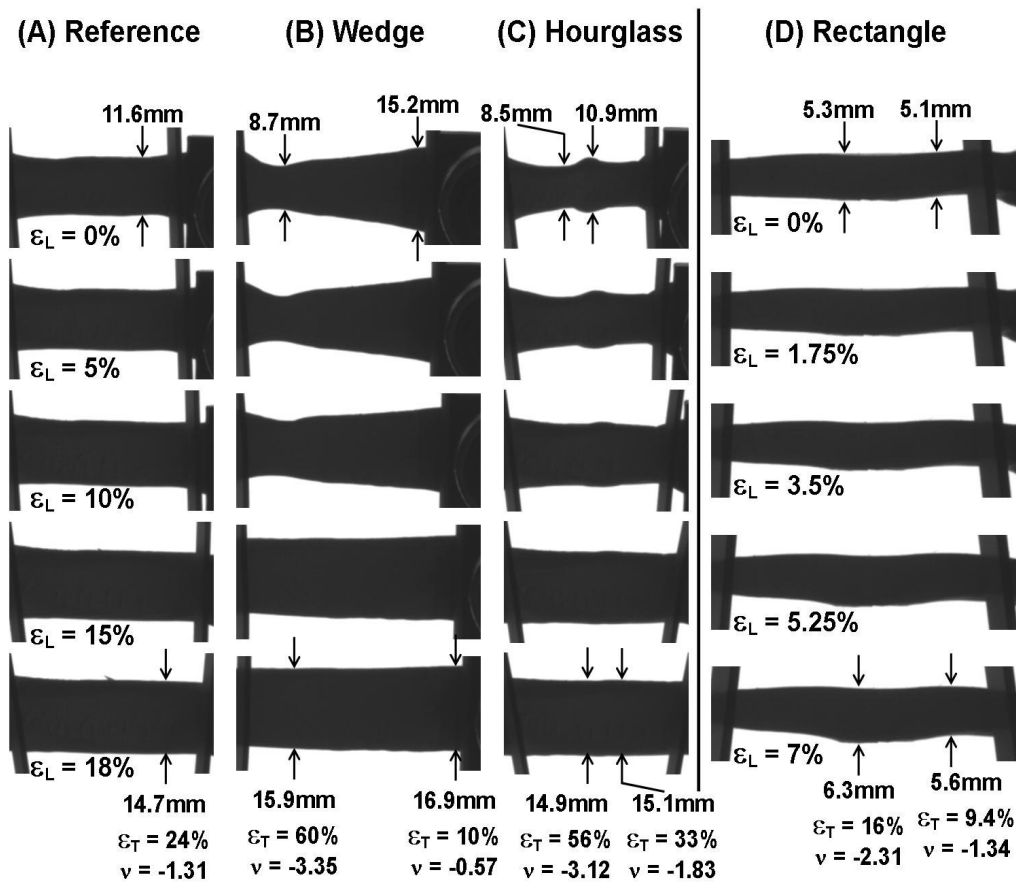 (A) Reference (B) Wedge (C) Hourglass (D) Rectangle
11.6mm 8.7mm 15.2mm 8.5mm 10.9mm 5.3mm 5.1mm
εL = 0% εL = 0%
εL = 5% εL = 1.75%
εL = 10% εL = 3.5%
εL = 15% εL = 5.25%
εL = 18% εL = 7%
14.7mm 15.9mm 16.9mm 14.9mm 15.1mm 6.3mm 5.6mm
εT = 24% εT = 60% εT = 10% εT = 56% εT = 33% εT = 16% εT = 9.4%
ν = -1.31 ν = -3.35 ν = -0.57 ν = -3.12 ν = -1.83 ν = -2.31 ν = -1.34